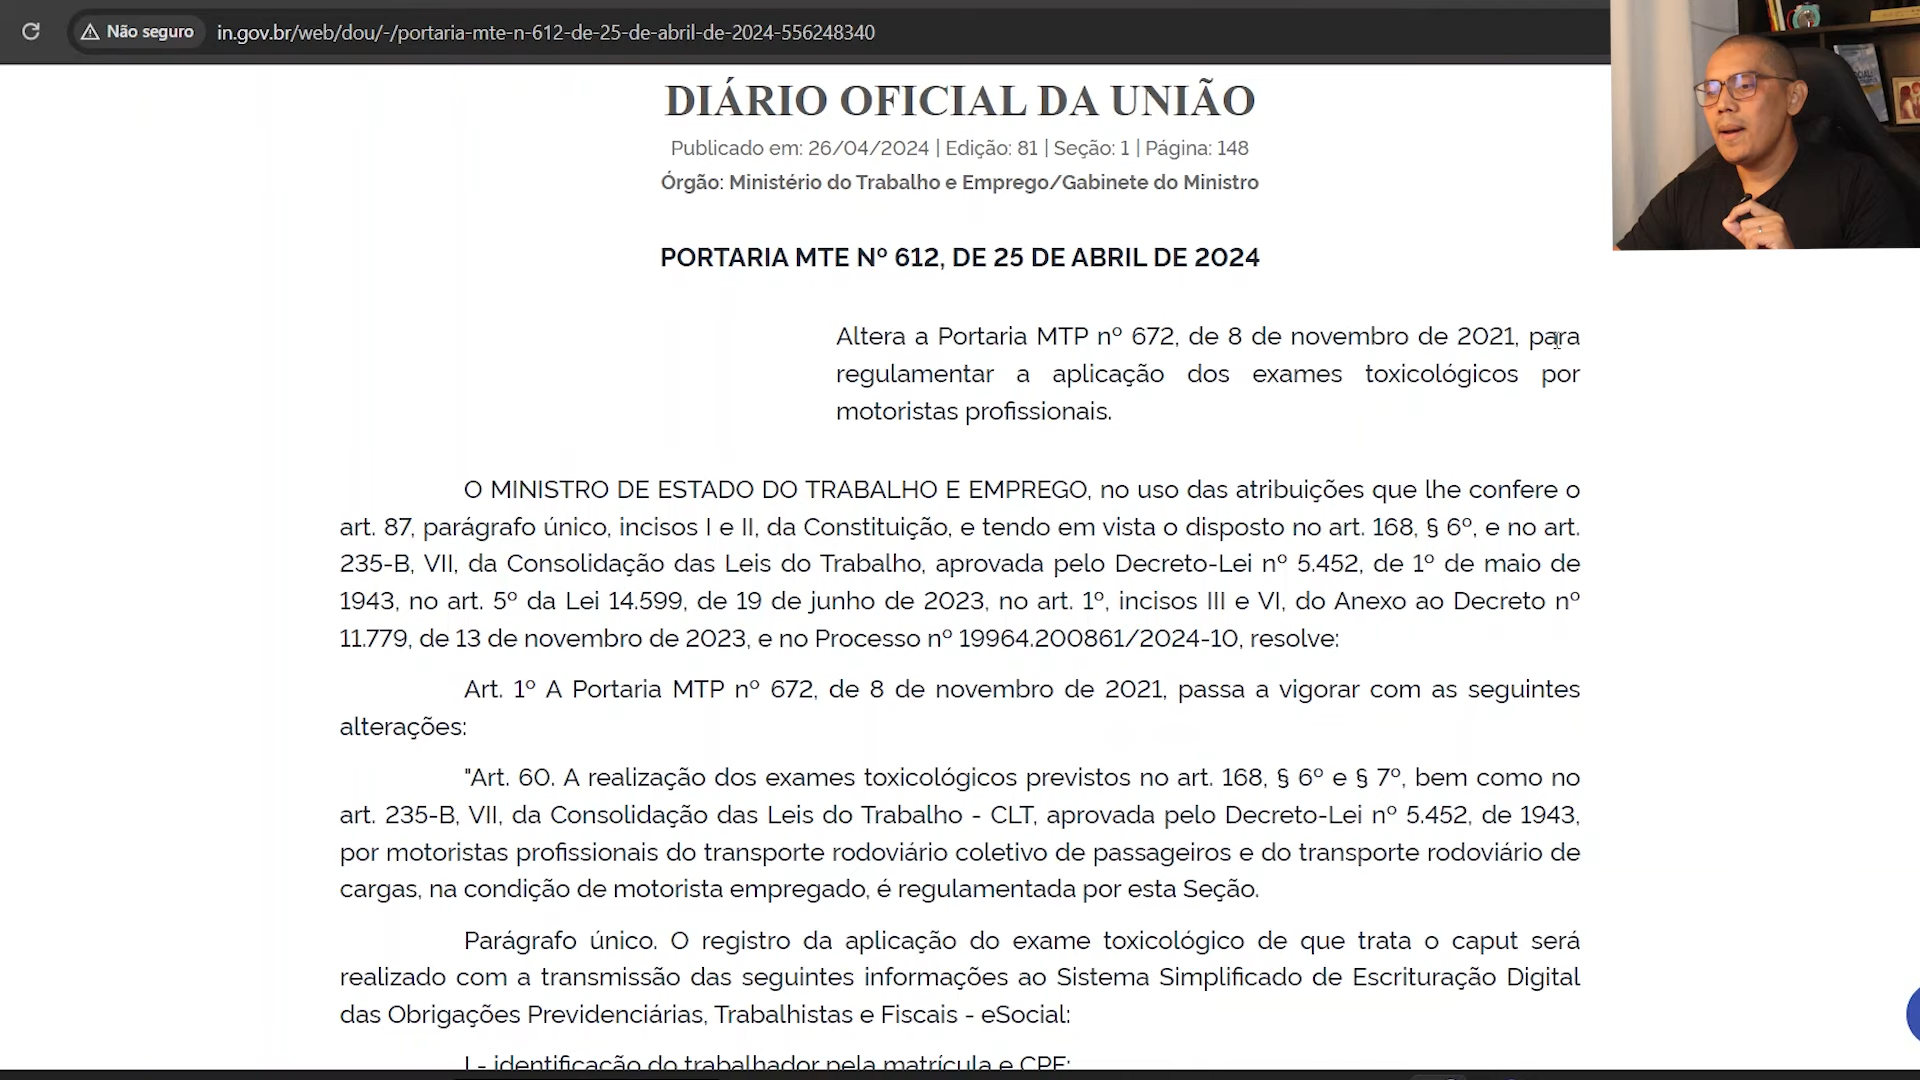 Não seguro
in.gov.br/web/dou/-/portaria-mte-n-612-de-25-de-abril-de-2024-556248340
DIÁRIO OFICIAL DA UNIÃO
Publicado em: 26/04/2024 | Edição: 81 | Seção: 1 | Página: 148
Órgão: Ministério do Trabalho e Emprego/Gabinete do Ministro
PORTARIA MTE Nº 612, DE 25 DE ABRIL DE 2024
Altera a Portaria MTP nº 672, de 8 de novembro de 2021, para
regulamentar a aplicação dos exames toxicológicos por
motoristas profissionais.
O MINISTRO DE ESTADO DO TRABALHO E EMPREGO, no uso das atribuições que lhe confere o
art. 87, parágrafo único, incisos I e II, da Constituição, e tendo em vista o disposto no art. 168, § 6º, e no art.
235-B, VII, da Consolidação das Leis do Trabalho, aprovada pelo Decreto-Lei nº 5.452, de 1º de maio de
1943, no art. 5º da Lei 14.599, de 19 de junho de 2023, no art. 1º, incisos III e VI, do Anexo ao Decreto nº
11.779, de 13 de novembro de 2023, e no Processo nº 19964.200861/2024-10, resolve:
Art. 1º A Portaria MTP nº 672, de 8 de novembro de 2021, passa a vigorar com as seguintes
alterações:
"Art. 60. A realização dos exames toxicológicos previstos no art. 168, § 6º e § 7º, bem como no
art. 235-B, VII, da Consolidação das Leis do Trabalho - CLT, aprovada pelo Decreto-Lei nº 5.452, de 1943,
por motoristas profissionais do transporte rodoviário coletivo de passageiros e do transporte rodoviário de
cargas, na condição de motorista empregado, é regulamentada por esta Seção.
Parágrafo único. O registro da aplicação do exame toxicológico de que trata o caput será
realizado com a transmissão das seguintes informações ao Sistema Simplificado de Escrituração Digital
das Obrigações Previdenciárias, Trabalhistas e Fiscais - eSocial:
I - identificação do trabalhador pela matrícula e CPF;